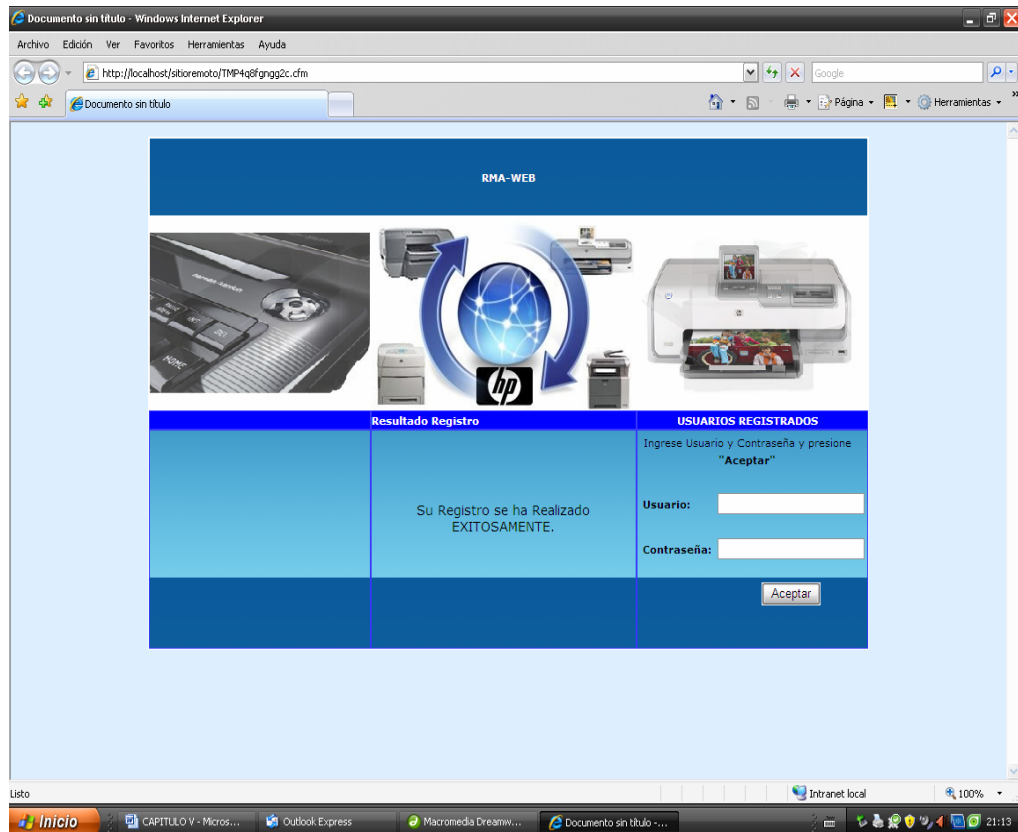 Documento sin título - Windows Internet Explorer
Archivo Edición Ver Favoritos Herramientas Ayuda
http://localhost/sitioremoto/TMP4q8fgngg2c.cfm
Google
Documento sin título
Página
Herramientas
RMA-WEB
harman/kardon
HOME
hp
Resultado Registro
USUARIOS REGISTRADOS
Ingrese Usuario y Contraseña y presione
"Aceptar"
Su Registro se ha Realizado
EXITOSAMENTE.
Usuario:
Contraseña:
Aceptar
Listo
Intranet local
100%
Inicio
CAPITULO V - Micros...
Outlook Express
Macromedia Dreamw...
Documento sin título -...
21:13